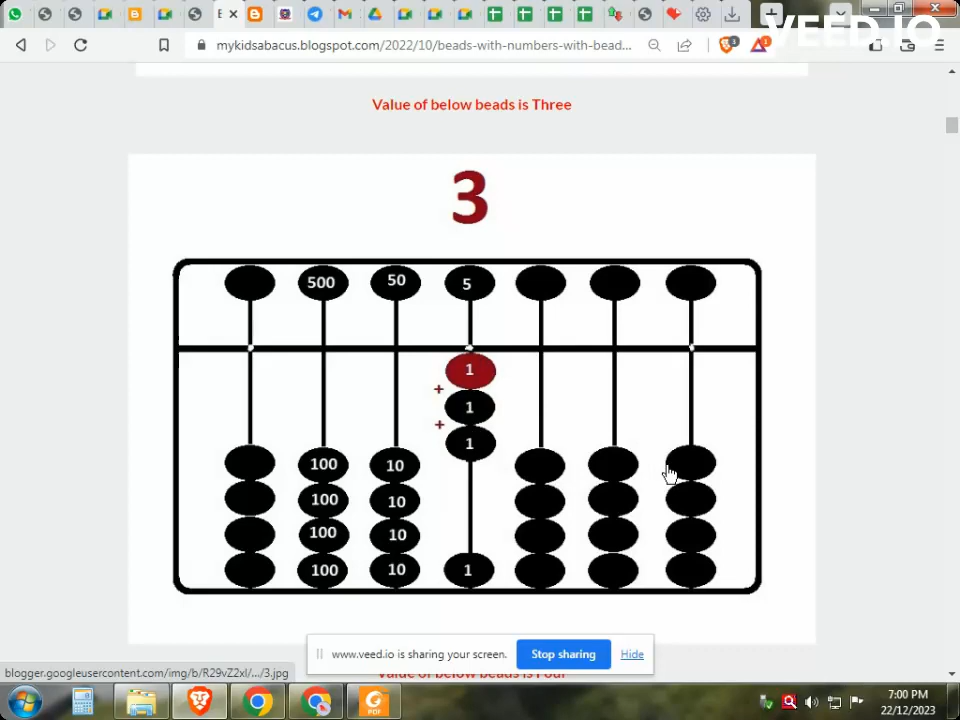 VEED.IO
mykidsabacus.blogspot.com/2022/10/beads-with-numbers-with-bead...
Value of below beads is Three
3
500 50 5
1
+
1
+
1
100 10
100 10
100 10
100 10 1
www.veed.io is sharing your screen. Stop sharing Hide
Value of below beads is Four
blogger.googleusercontent.com/img/b/R29vZ2xl/.../3.jpg
7:00 PM
22/12/2023